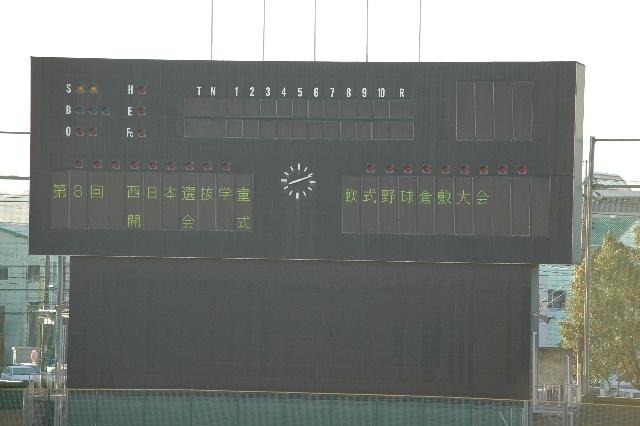 S H TN 1 2 3 4 5 6 7 8 9 10 R
B E
O Fc
第8回 西日本選抜学童 軟式野球倉敷大会
開会式